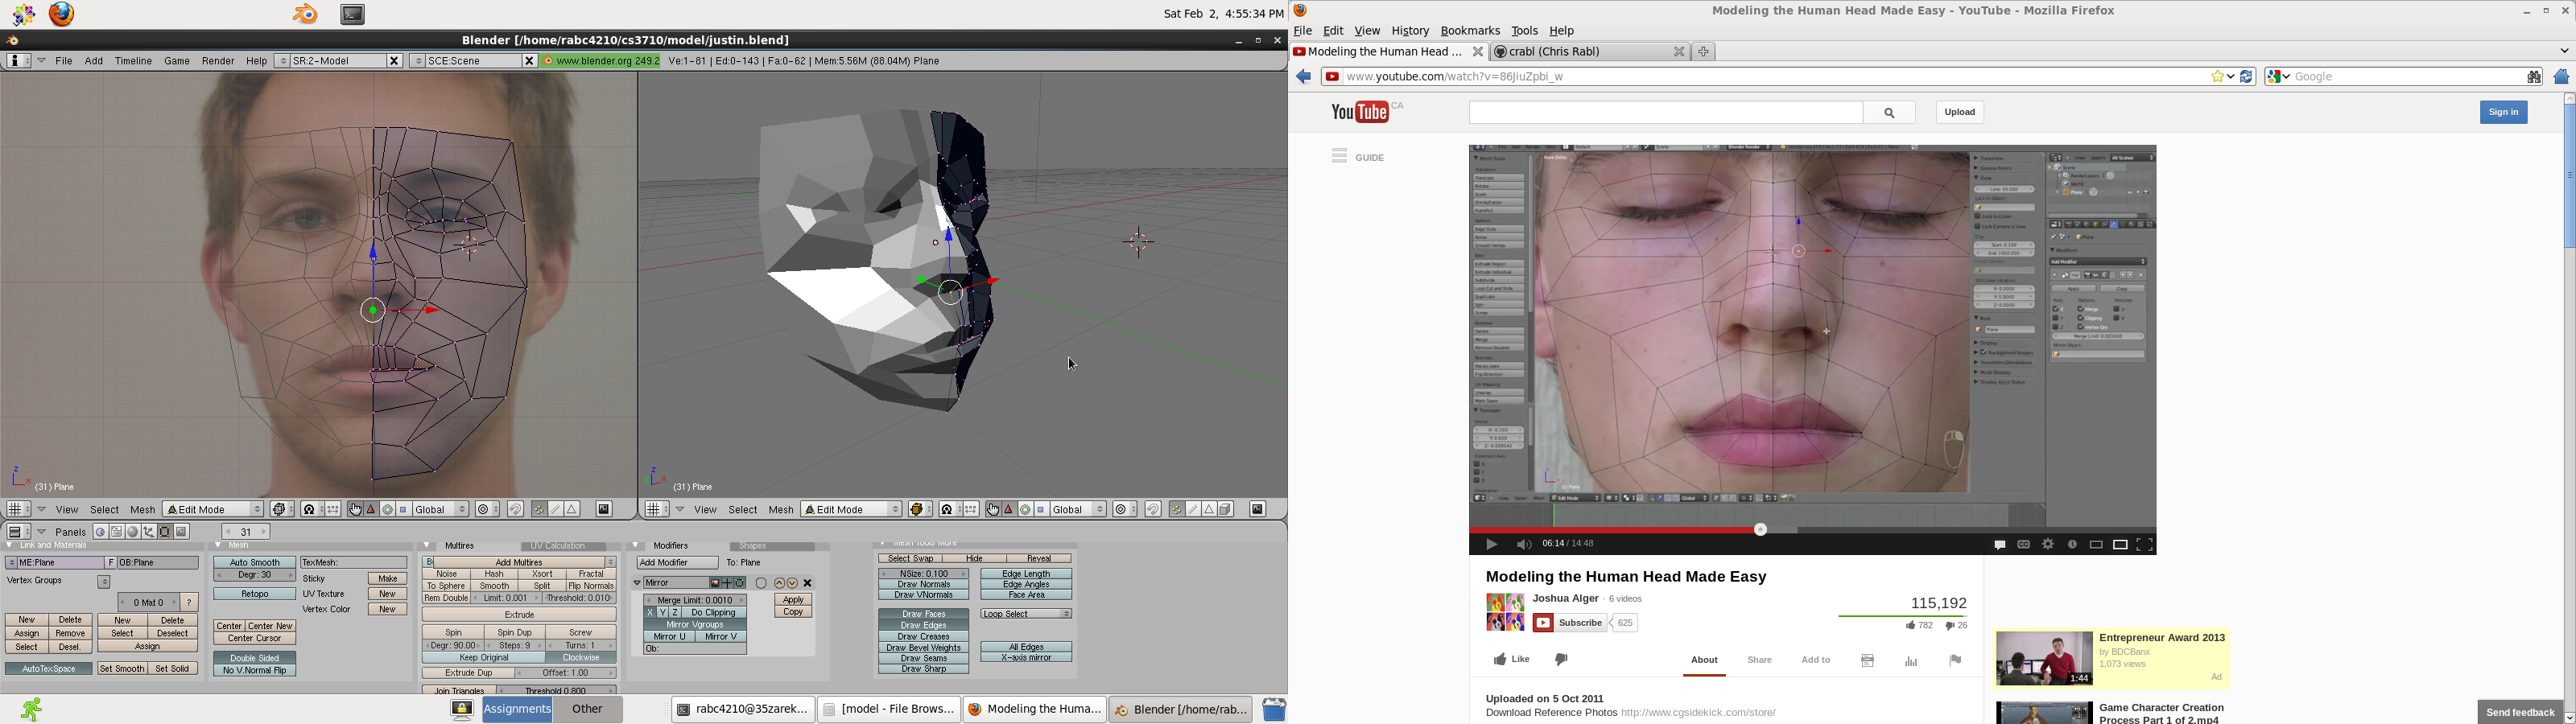 Sat Feb 2, 4:55:34 PM
Blender [/home/rabc4210/cs3710/model/justin.blend]
File Add Timeline Game Render Help SR:2-Model SCE:Scene www.blender.org 249.2 Ve:1-81 | Ed:0-143 | Fa:0-62 | Mem:5.56M (88.04M) Plane
(31) Plane
(31) Plane
View Select Mesh Edit Mode Global
View Select Mesh Edit Mode Global
Panels 31
Link and Materials
ME:Plane F OB:Plane
Vertex Groups
0 Mat 0 ?
New Delete New Delete
Assign Remove Select Deselect
Select Desel. Assign
AutoTexSpace Set Smooth Set Solid
Mesh
Auto Smooth TexMesh:
Degr: 30 Sticky Make
Retopo UV Texture New
Vertex Color New
Center Center New
Center Cursor
Double Sided
No V.Normal Flip
Multires UV Calculation
Add Multires
Noise Hash Xsort Fractal
To Sphere Smooth Split Flip Normals
Rem Double Limit: 0.001 Threshold: 0.010
Extrude
Spin Spin Dup Screw
Degr: 90.00 Steps: 9 Turns: 1
Keep Original Clockwise
Extrude Dup Offset: 1.00
Join Triangles Threshold 0.800
Modifiers Shapes
Add Modifier To: Plane
Mirror
Merge Limit: 0.0010 Apply
X Y Z Do Clipping Copy
Mirror Vgroups
Mirror U Mirror V
Ob:
Mesh Tools More
Select Swap Hide Reveal
NSize: 0.100 Edge Length
Draw Normals Edge Angles
Draw VNormals Face Area
Draw Faces Loop Select
Draw Edges
Draw Creases
Draw Bevel Weights All Edges
Draw Seams X-axis mirror
Draw Sharp
Assignments Other rabc4210@35zarek... [model - File Brows... Modeling the Huma... Blender [/home/rab...
Modeling the Human Head Made Easy - YouTube - Mozilla Firefox
File Edit View History Bookmarks Tools Help
Modeling the Human Head ... crabl (Chris Rabl)
www.youtube.com/watch?v=86JiuZpbi_w Google
YouTube CA Upload Sign in
GUIDE
06:14 / 14:48
Modeling the Human Head Made Easy
Joshua Alger · 6 videos
Subscribe 625
115,192
782 26
Like About Share Add to
Uploaded on 5 Oct 2011
Download Reference Photos http://www.cgsidekick.com/store/
Entrepreneur Award 2013
by BDCBanx
1,073 views
1:44 Ad
Game Character Creation
Process Part 1 of 2.mp4
Send feedback